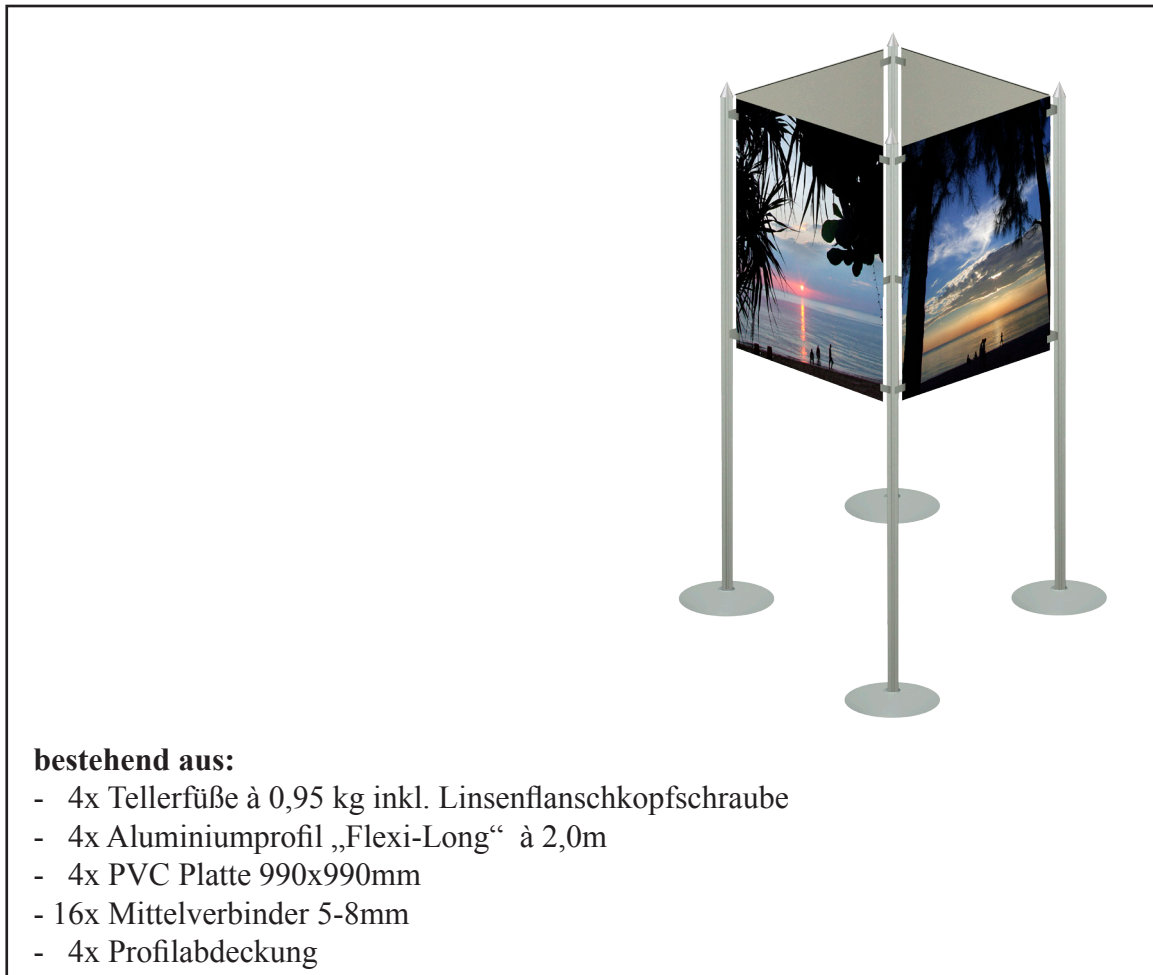 bestehend aus:
- 4x Tellerfüße à 0,95 kg inkl. Linsenflanschkopfschraube
- 4x Aluminiumprofil „Flexi-Long“ à 2,0m
- 4x PVC Platte 990x990mm
- 16x Mittelverbinder 5-8mm
- 4x Profilabdeckung